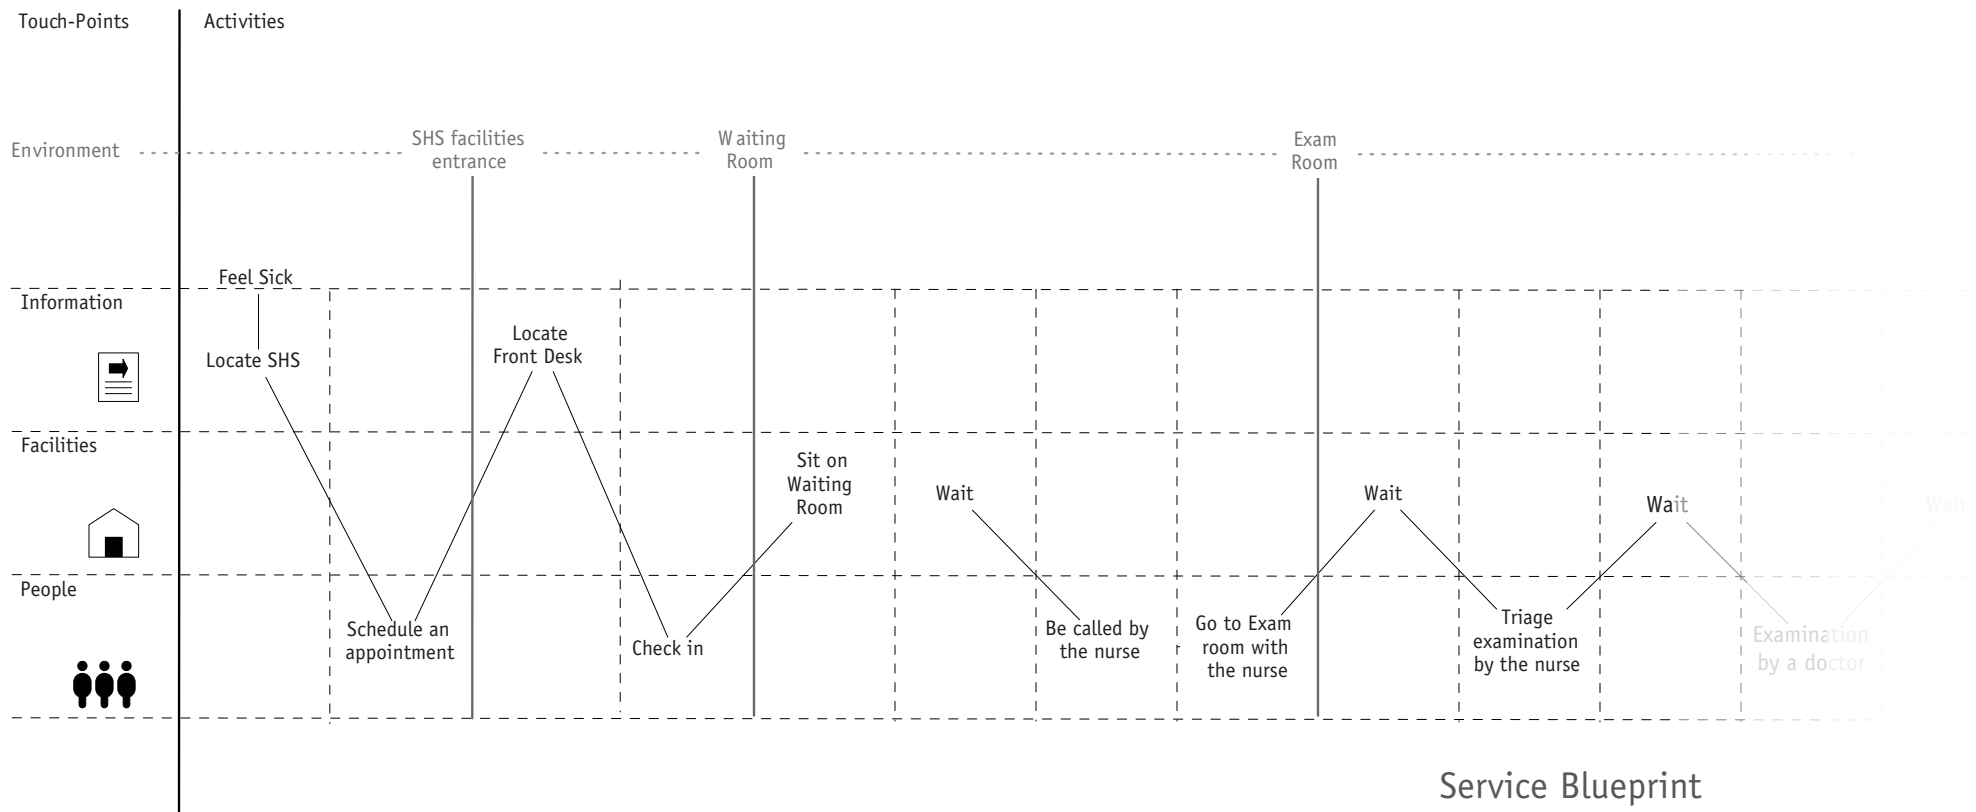 Touch-Points
Activities
Environment
SHS facilities
entrance
Waiting
Room
Exam
Room
Feel Sick
Information
Locate SHS
Locate
Front Desk
Facilities
Sit on
Waiting
Room
Wait
Wait
Wait
Wait
People
Schedule an
appointment
Check in
Be called by
the nurse
Go to Exam
room with
the nurse
Triage
examination
by the nurse
Examination
by a doctor
Service Blueprint